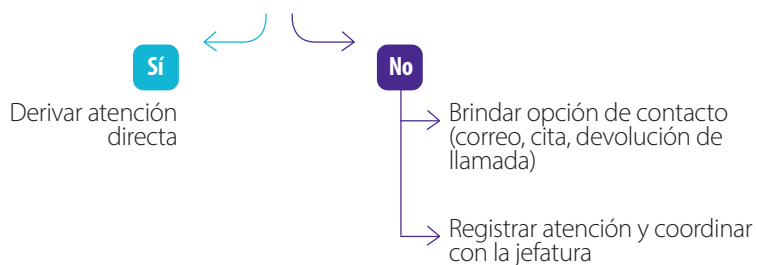 Sí
No
Derivar atención
directa
Brindar opción de contacto
(correo, cita, devolución de
llamada)
Registrar atención y coordinar
con la jefatura